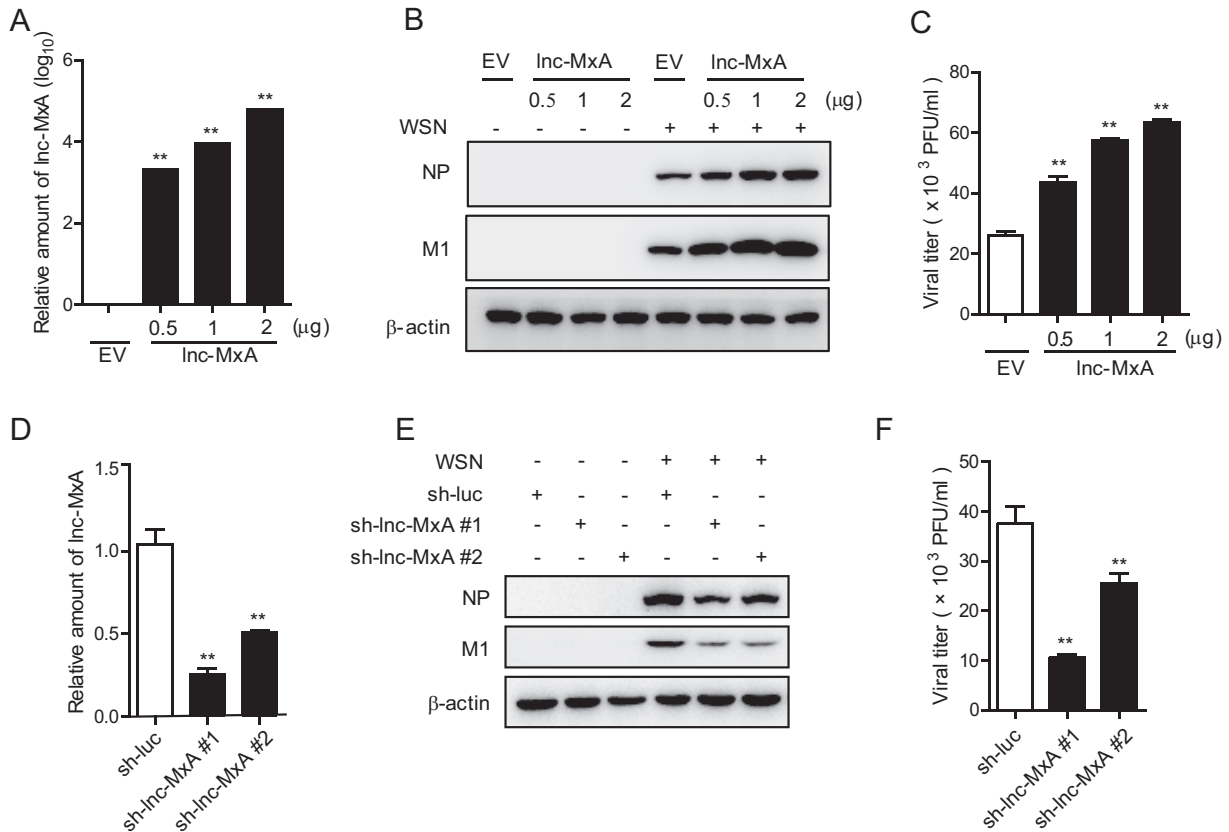 A
Relative amount of lnc-MxA (log10)
6
4
2
0
** ** **
0.5 1 2 (μg)
EV lnc-MxA
B
EV lnc-MxA EV lnc-MxA
0.5 1 2 0.5 1 2 (μg)
WSN - - - - + + + +
NP
M1
β-actin
C
Viral titer ( x 10 3 PFU/ml)
80
60
40
20
0
** ** **
0.5 1 2 (μg)
EV lnc-MxA
D
Relative amount of lnc-MxA
1.5
1.0
0.5
0.0
** **
sh-luc
sh-lnc-MxA #1
sh-lnc-MxA #2
E
WSN - - - + + +
sh-luc + - - + - -
sh-lnc-MxA #1 - + - - + -
sh-lnc-MxA #2 - - + - - +
NP
M1
β-actin
F
Viral titer ( × 10 3 PFU/ml)
50
40
30
20
10
0
** **
sh-luc
sh-lnc-MxA #1
sh-lnc-MxA #2